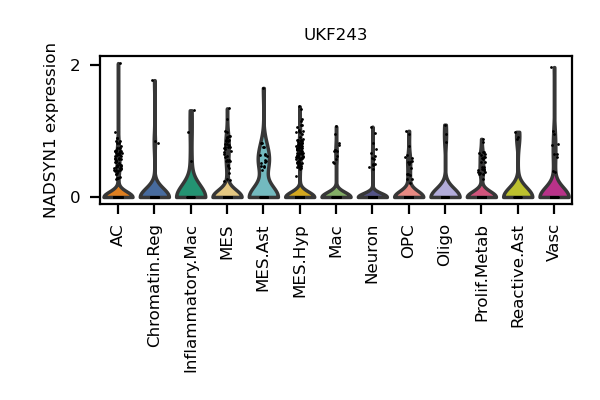 UKF243
NADSYN1 expression
2
0
AC
Chromatin.Reg
Inflammatory.Mac
MES
MES.Ast
MES.Hyp
Mac
Neuron
OPC
Oligo
Prolif.Metab
Reactive.Ast
Vasc